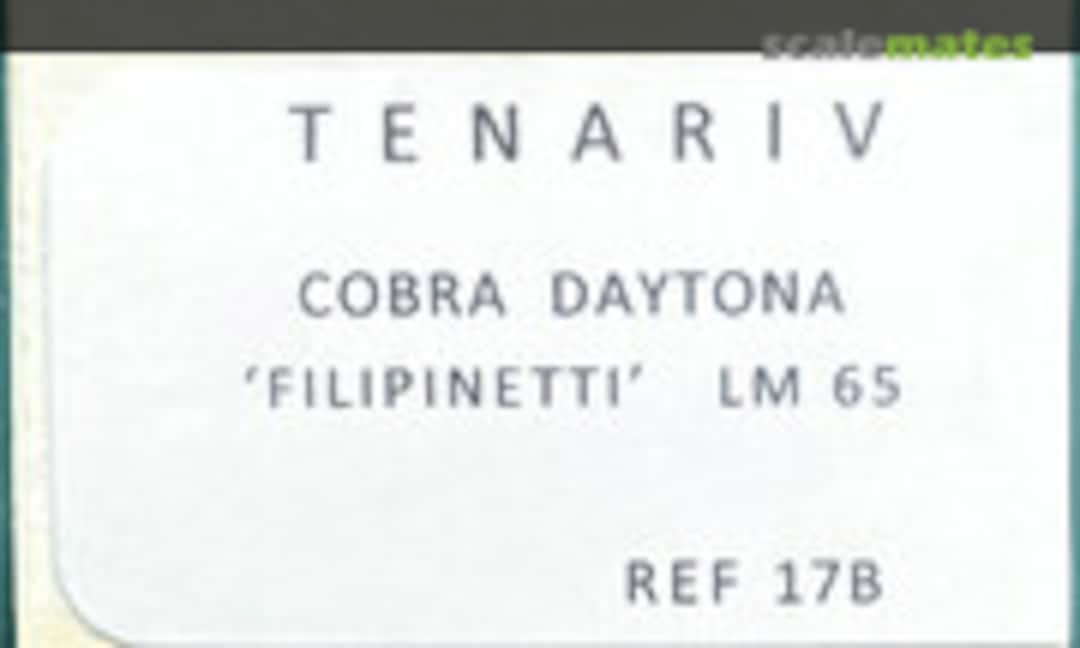 scalemates
TENARIV
COBRA DAYTONA
'FILIPINETTI' LM 65
REF 17B